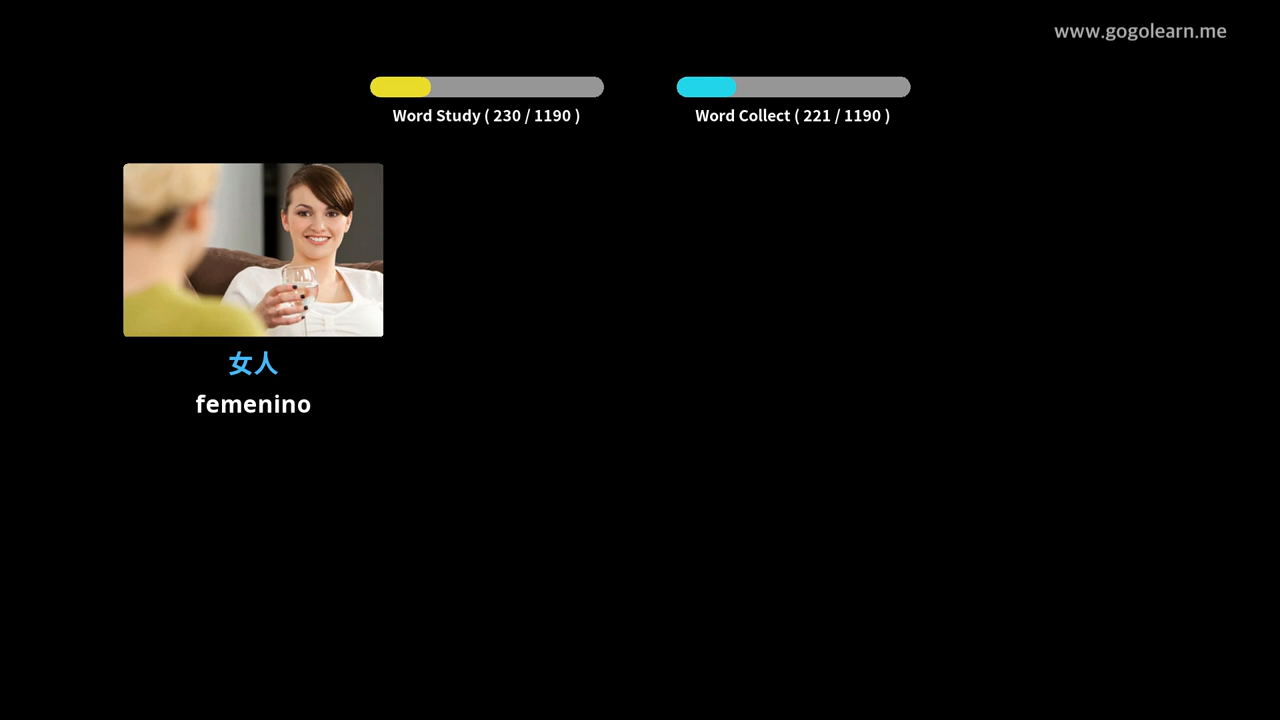 www.gogolearn.me
Word Study ( 230 / 1190 )
Word Collect ( 221 / 1190 )
女人
femenino